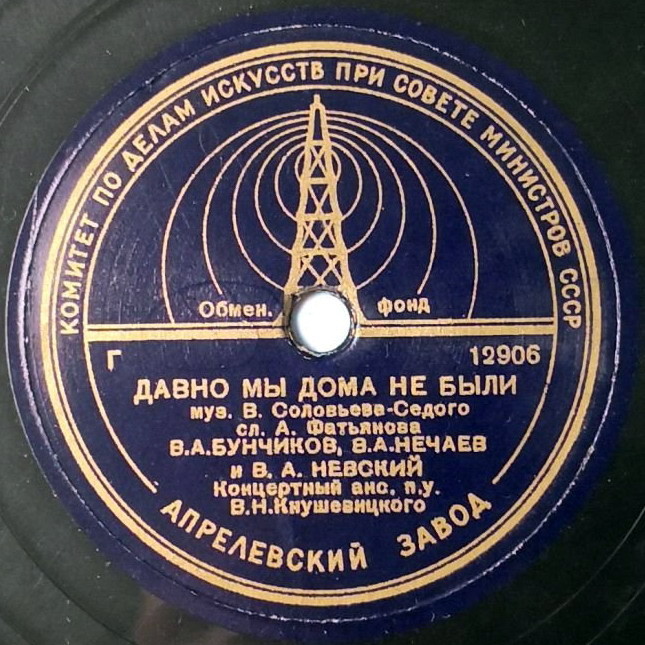 КОМИТЕТ ПО ДЕЛАМ ИСКУССТВ ПРИ СОВЕТЕ МИНИСТРОВ СССР
Обмен. фонд
Г 12906
ДАВНО МЫ ДОМА НЕ БЫЛИ
муз. В. Соловьева-Седого
сл. А. Фатьянова
В.А.БУНЧИКОВ, В.А.НЕЧАЕВ
и В. А. НЕВСКИЙ
Концертный анс. п.у.
В.Н.Кнушевицкого
АПРЕЛЕВСКИЙ ЗАВОД